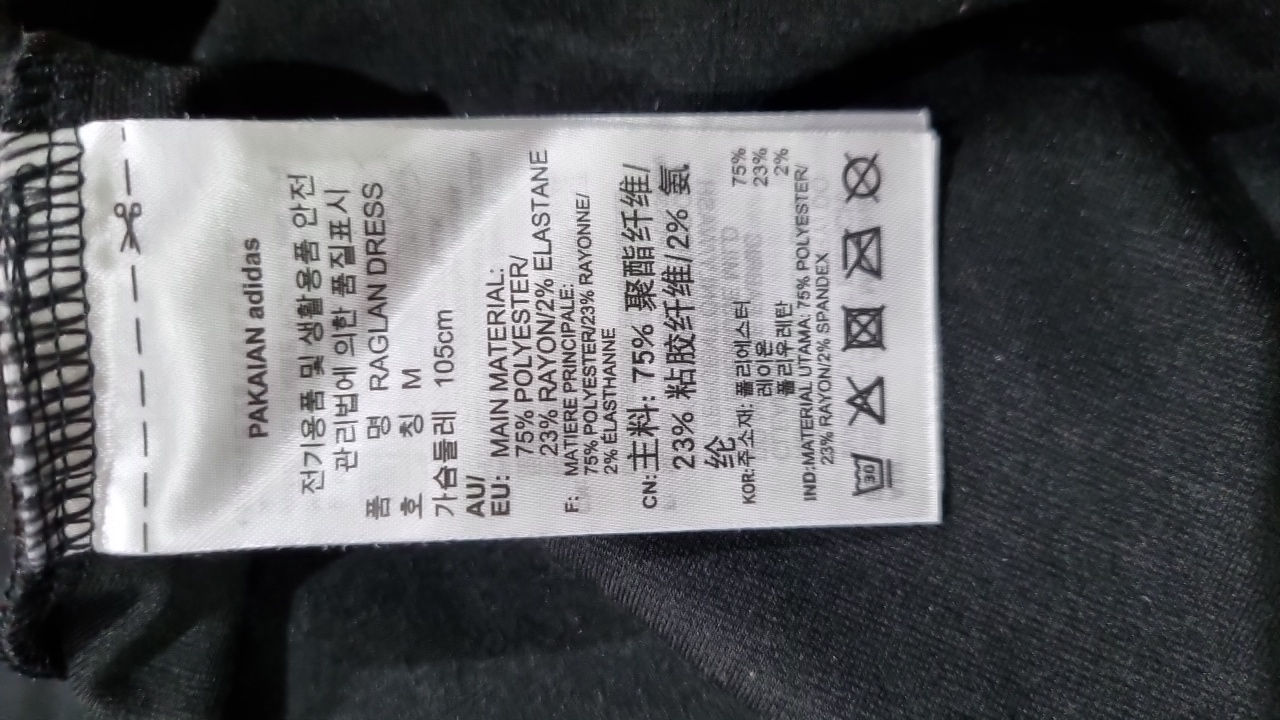 PAKAIAN adidas
전기용품 및 생활용품 안전
관리법에 의한 품질표시
품 명 RAGLAN DRESS
호 칭 M
가슴둘레 105cm
AU/
EU: MAIN MATERIAL:
75% POLYESTER/
23% RAYON/2% ELASTANE
F: MATIERE PRINCIPALE:
75% POLYESTER/23% RAYONNE/
2% ÉLASTHANNE
CN: 主料: 75% 聚酯纤维/
23% 粘胶纤维/2% 氨
纶
KOR:주소재: 폴리에스터 75%
레이온 23%
폴리우레탄 2%
IND:MATERIAL UTAMA: 75% POLYESTER/
23% RAYON/2% SPANDEX
30